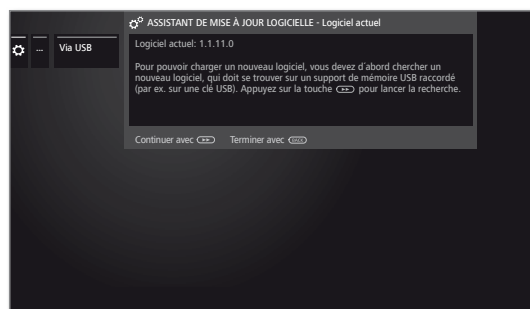 ASSISTANT DE MISE À JOUR LOGICIELLE - Logiciel actuel
... Via USB
Logiciel actuel: 1.1.11.0
Pour pouvoir charger un nouveau logiciel, vous devez d´abord chercher un
nouveau logiciel, qui doit se trouver sur un support de mémoire USB raccordé
(par ex. sur une clé USB). Appuyez sur la touche pour lancer la recherche.
Continuer avec Terminer avec BACK